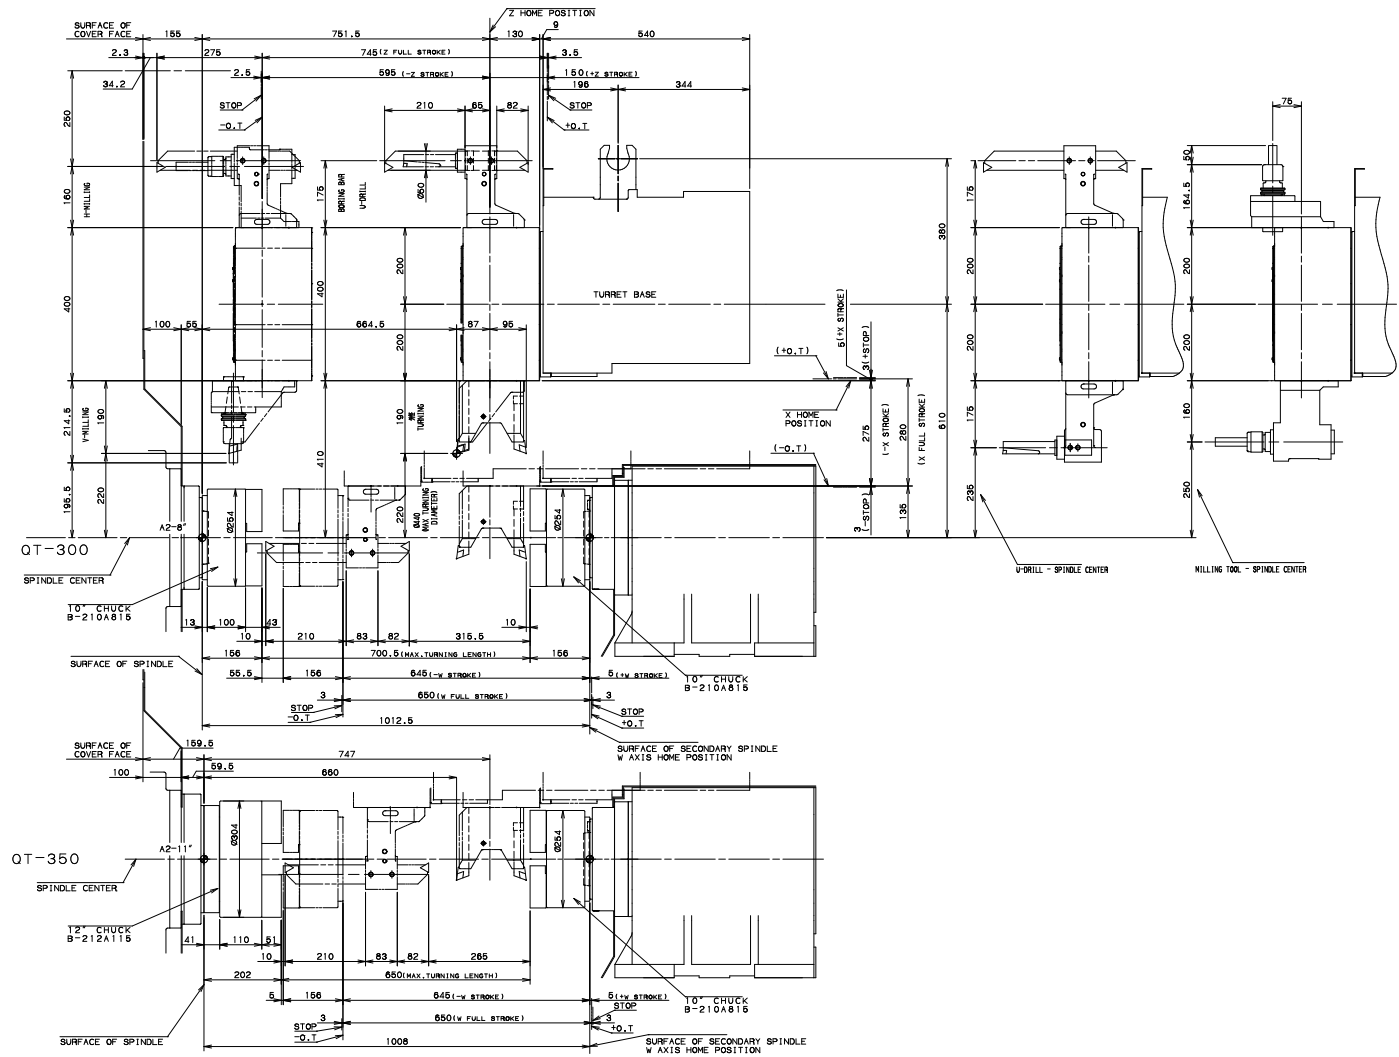 Z HOME POSITION
SURFACE OF
COVER FACE
155
751.5
130
9
540
2.3
275
745(Z FULL STROKE)
3.5
34.2
2.5
595 (-Z STROKE)
150(+Z STROKE)
196
344
STOP
-O.T
210
65
82
STOP
+O.T
75
250
160
H-MILLING
175
BORING BAR
U-DRILL
Ø50
380
175
50
164.5
400
400
200
200
TURRET BASE
200
200
200
200
100
55
664.5
87
95
(+O.T)
5(+X STROKE)
3(+STOP)
X HOME
POSITION
214.5
V-MILLING
190
190
TURNING
275
(-X STROKE)
280
(X FULL STROKE)
610
175
160
(-O.T)
195.5
220
410
220
Ø440
(MAX TURNING
DIAMETER)
3
(-STOP)
135
235
250
A2-8"
Ø254
Ø254
QT-300
SPINDLE CENTER
U-DRILL - SPINDLE CENTER
MILLING TOOL - SPINDLE CENTER
10" CHUCK
B-210A815
13
100
43
10
210
83
82
315.5
10
156
700.5(MAX.TURNING LENGTH)
156
SURFACE OF SPINDLE
55.5
156
645(-W STROKE)
5(+W STROKE)
10" CHUCK
B-210A815
3
650(W FULL STROKE)
3
STOP
-O.T
STOP
+O.T
1012.5
SURFACE OF SECONDARY SPINDLE
W AXIS HOME POSITION
SURFACE OF
COVER FACE
159.5
747
100
59.5
660
Ø304
Ø254
A2-11"
QT-350
SPINDLE CENTER
12" CHUCK
B-212A115
41
110
51
10
210
83
82
265
202
650(MAX.TURNING LENGTH)
5
156
645(-W STROKE)
5(+W STROKE)
10" CHUCK
B-210A815
STOP
3
650(W FULL STROKE)
3
STOP
-O.T
+O.T
SURFACE OF SPINDLE
1008
SURFACE OF SECONDARY SPINDLE
W AXIS HOME POSITION